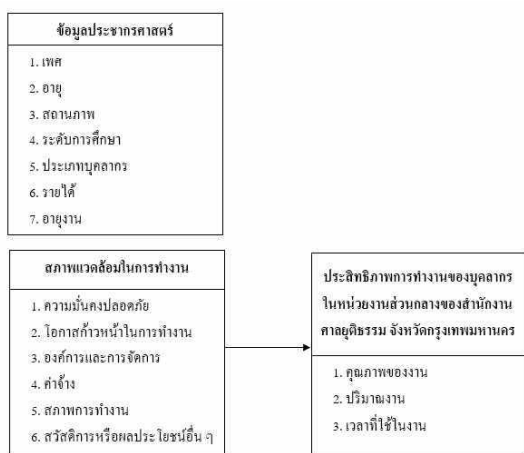 ข้อมูลประชากรศาสตร์
1. เพศ
2. อายุ
3. สถานภาพ
4. ระดับการศึกษา
5. ประเภทบุคลากร
6. รายได้
7. อายุงาน
สภาพแวดล้อมในการทำงาน
1. ความมั่นคงปลอดภัย
2. โอกาสก้าวหน้าในการทำงาน
3. องค์การและการจัดการ
4. ค่าจ้าง
5. สภาพการทำงาน
6. สวัสดิการหรือผลประโยชน์อื่น ๆ
ประสิทธิภาพการทำงานของบุคลากร
ในหน่วยงานส่วนกลางของสำนักงาน
ศาลยุติธรรม จังหวัดกรุงเทพมหานคร
1. คุณภาพของงาน
2. ปริมาณงาน
3. เวลาที่ใช้ในงาน